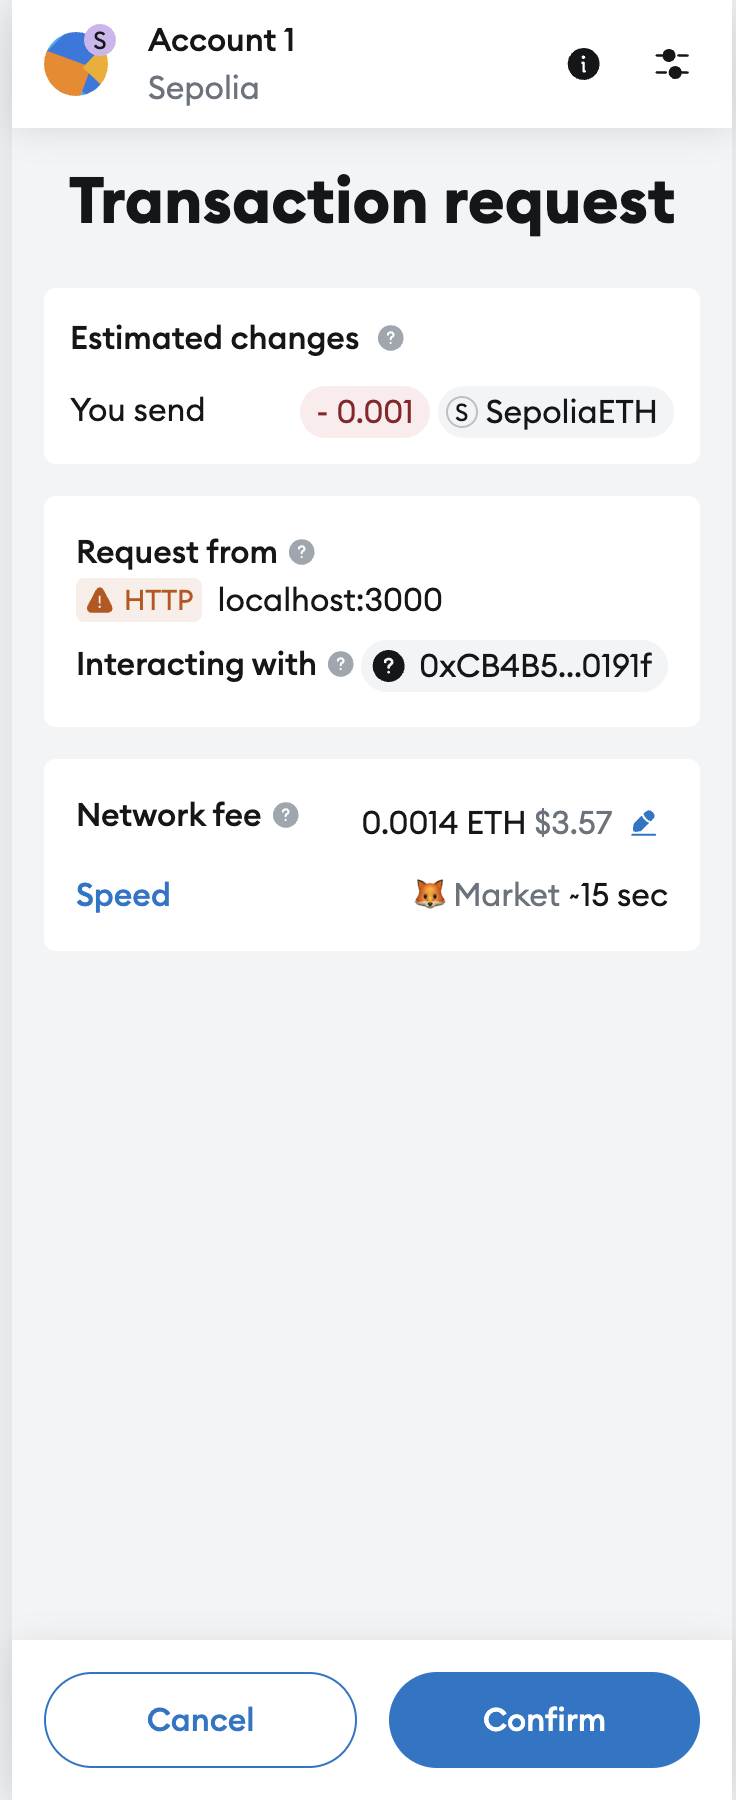 S
Account 1
Sepolia
Transaction request
Estimated changes ?
You send - 0.001 S SepoliaETH
Request from ?
HTTP localhost:3000
Interacting with ? ? 0xCB4B5...0191f
Network fee ? 0.0014 ETH $3.57
Speed 🦊 Market ~15 sec
Cancel Confirm